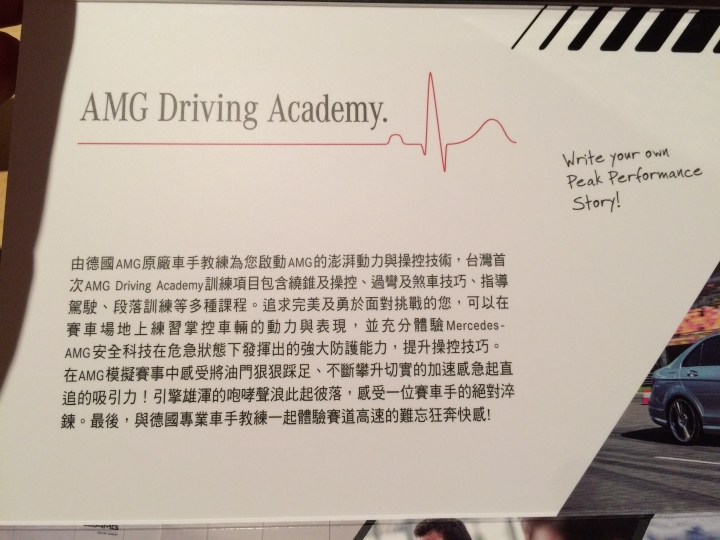 AMG Driving Academy.
Write your own
Peak Performance
Story!
由德國AMG原廠車手教練為您啟動AMG的澎湃動力與操控技術，台灣首
次AMG Driving Academy訓練項目包含繞錐及操控、過彎及煞車技巧、指導
駕駛、段落訓練等多種課程。追求完美及勇於面對挑戰的您，可以在
賽車場地上練習掌控車輛的動力與表現，並充分體驗Mercedes-
AMG安全科技在危急狀態下發揮出的強大防護能力，提升操控技巧。
在AMG模擬賽事中感受將油門狠狠踩足、不斷攀升切實的加速感急起直
追的吸引力！引擎雄渾的咆哮聲浪此起彼落，感受一位賽車手的絕對淬
鍊。最後，與德國專業車手教練一起體驗賽道高速的難忘狂奔快感!
AMG